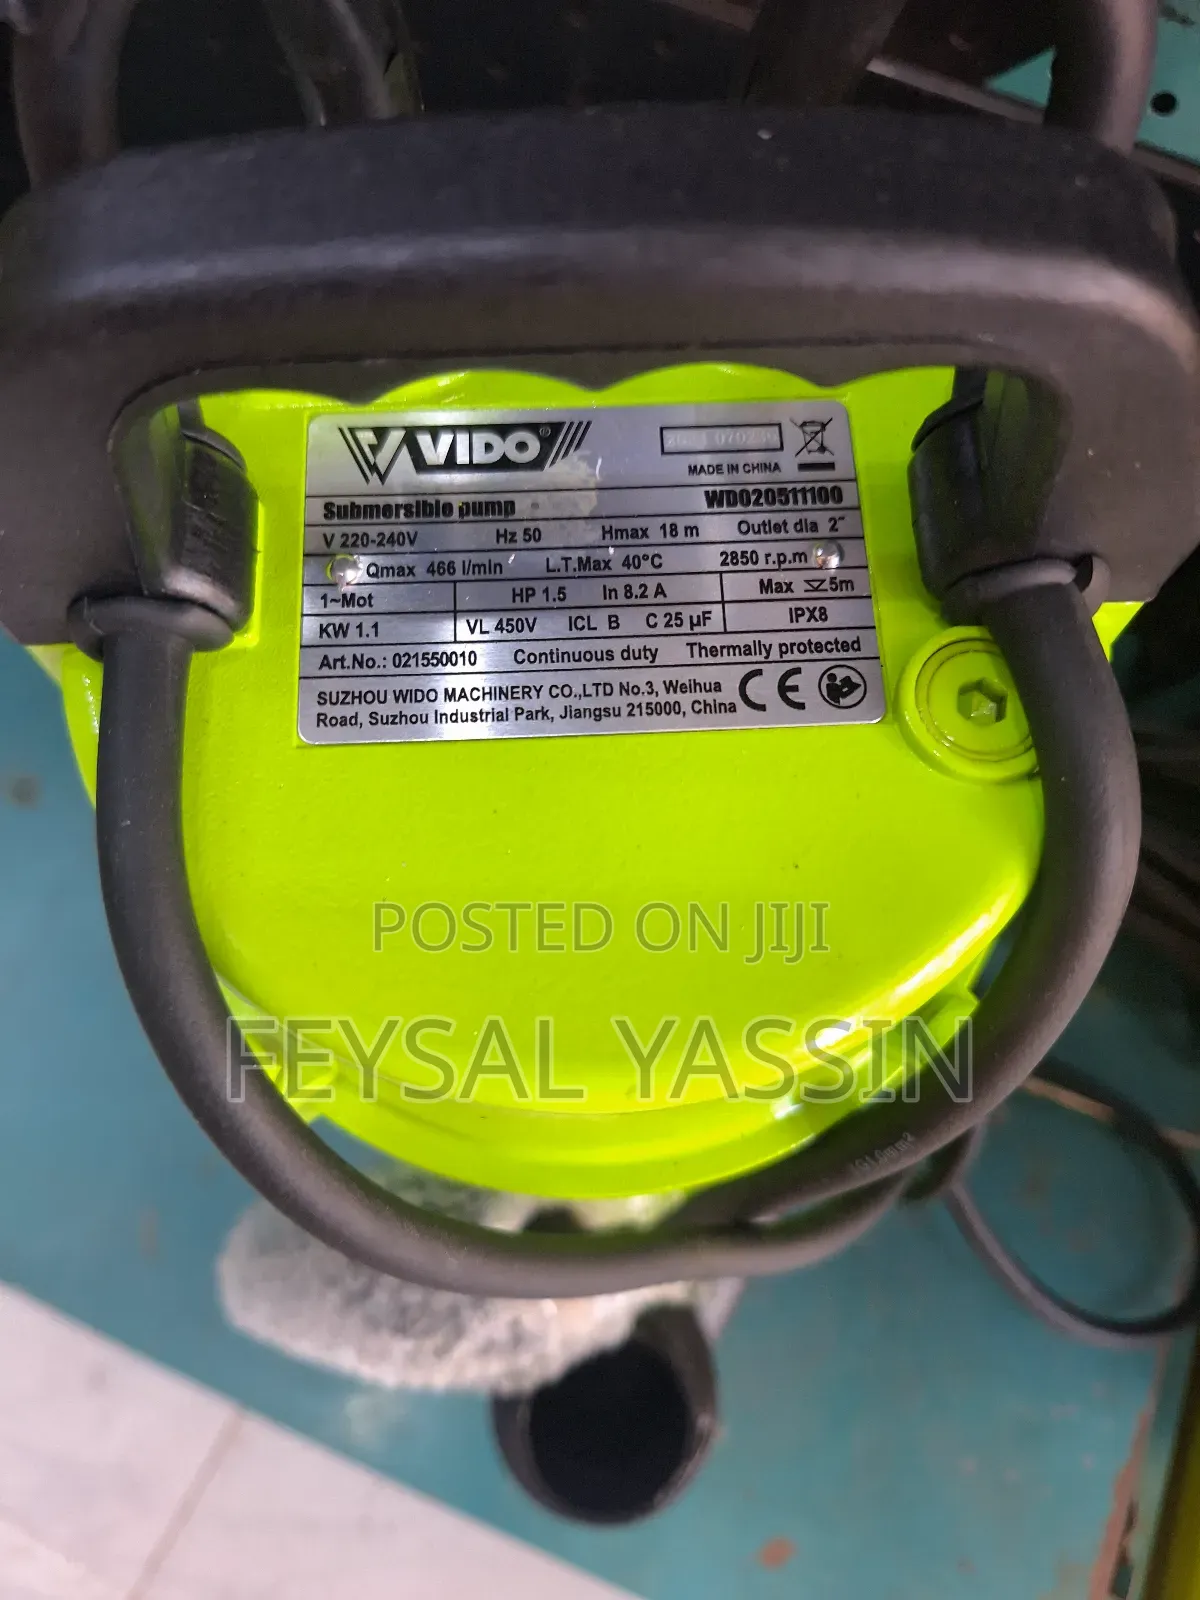 VIDO®
MADE IN CHINA
Submersible pump WD020511100
V 220-240V Hz 50 Hmax 18 m Outlet dia 2"
Qmax 466 l/min L.T.Max 40°C 2850 r.p.m
1~Mot HP 1.5 In 8.2 A Max 5m
KW 1.1 VL 450V ICL B C 25 µF IPX8
Art.No.: 021550010 Continuous duty Thermally protected
SUZHOU WIDO MACHINERY CO.,LTD No.3, Weihua
Road, Suzhou Industrial Park, Jiangsu 215000, China CE
POSTED ON JIJI
FEYSAL YASSIN